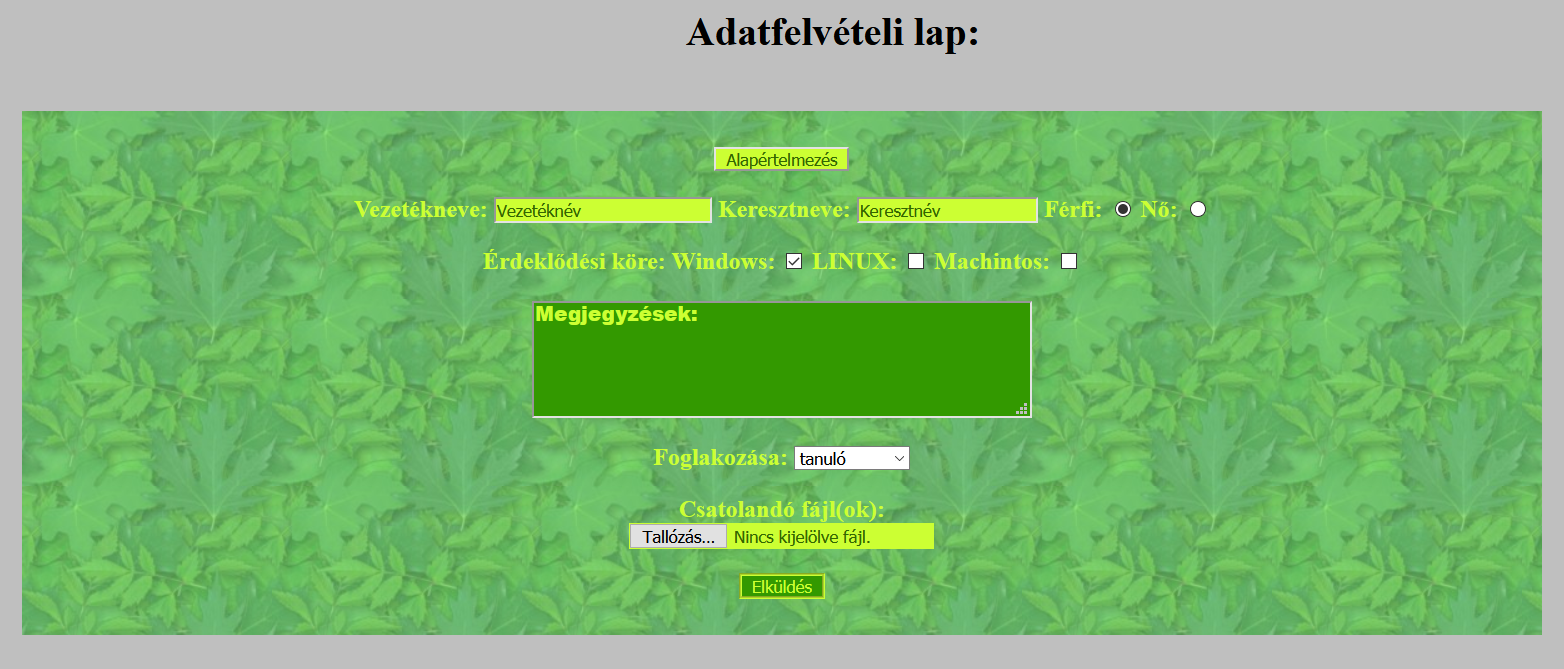 Adatfelvételi lap:
Alapértelmezés
Vezetékneve: Vezetéknév Keresztneve: Keresztnév Férfi: Nő:
Érdeklődési köre: Windows: LINUX: Machintos:
Megjegyzések:
Foglakozása: tanuló
Csatolandó fájl(ok):
Tallózás... Nincs kijelölve fájl.
Elküldés